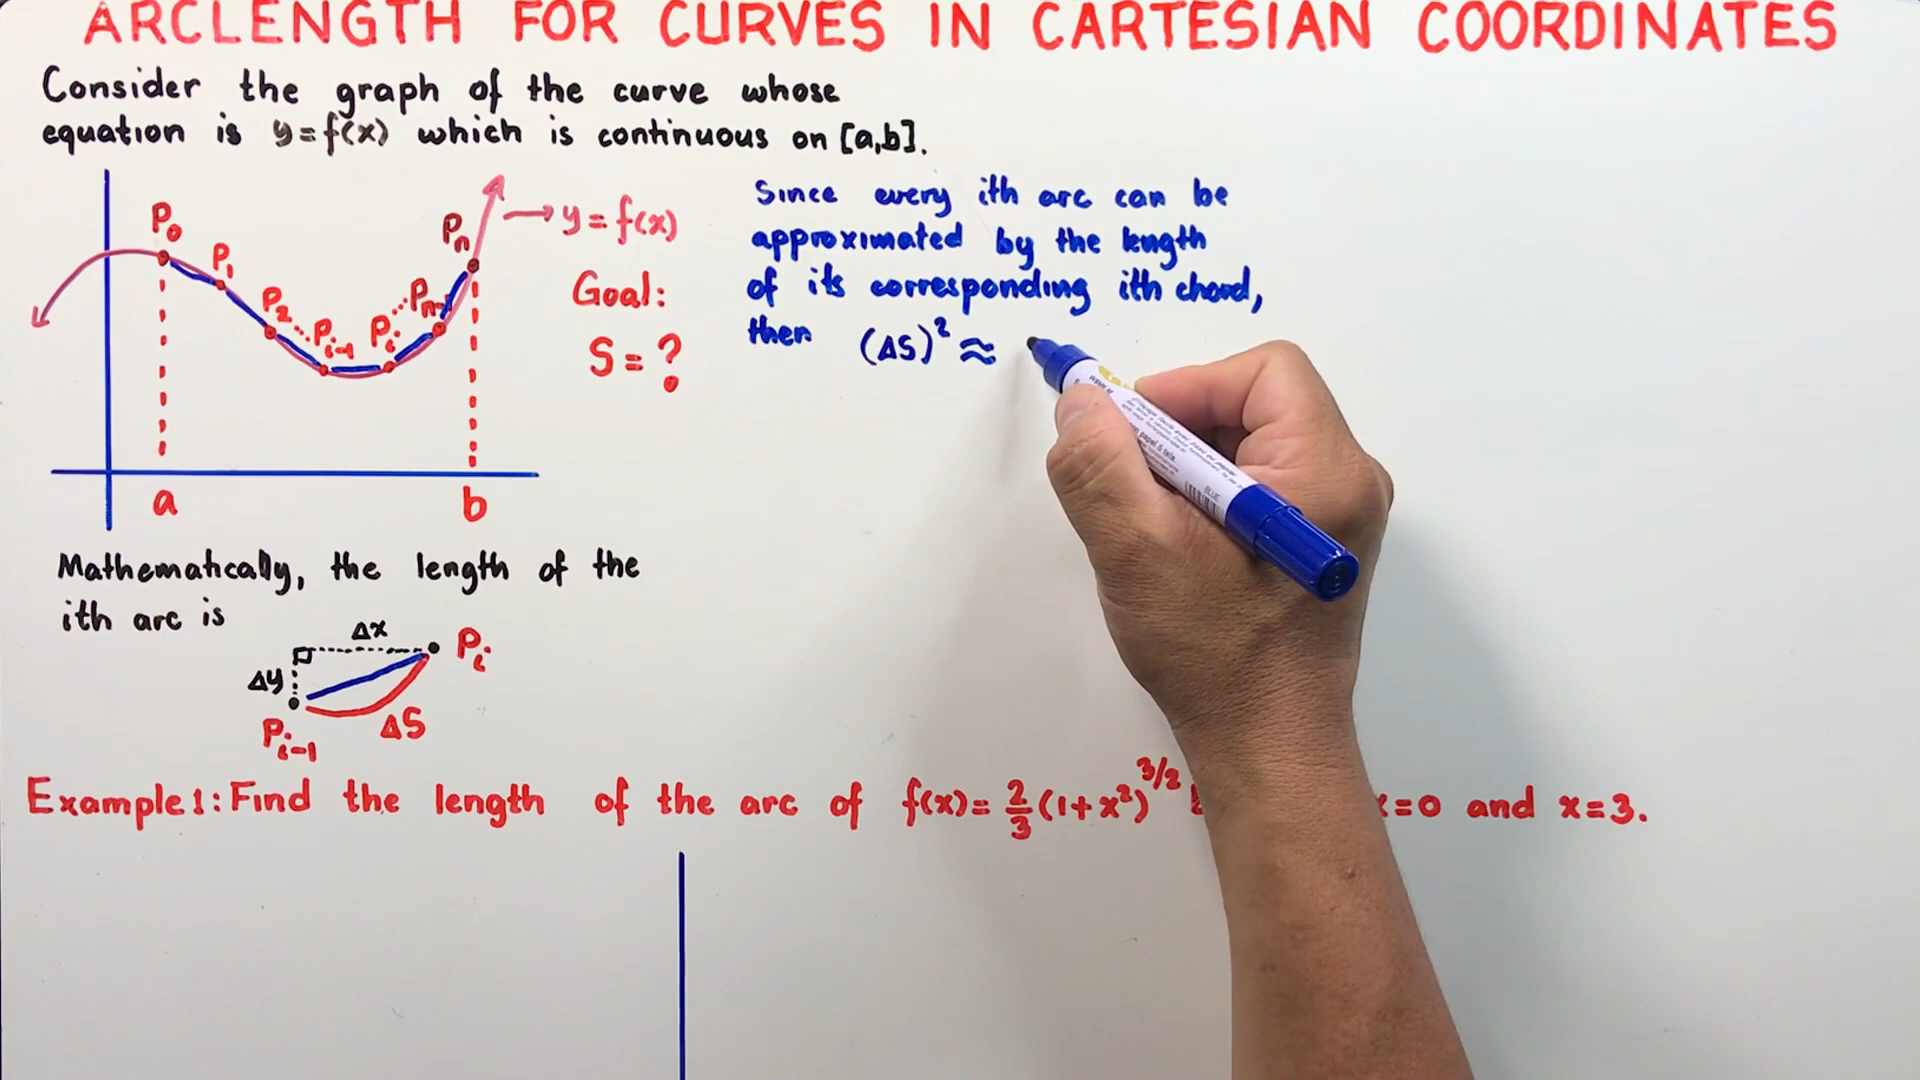 ARCLENGTH FOR CURVES IN CARTESIAN COORDINATES
Consider the graph of the curve whose
equation is y=f(x) which is continuous on [a,b].
P₀
P₁
P₂
Pᵢ₋₁
Pᵢ
Pₙ₋
Pₙ
y=f(x)
Goal:
S=?
a
b
Since every ith arc can be
approximated by the length
of its corresponding ith chord,
then (ΔS)² ≈
Mathematically, the length of the
ith arc is
Δx
Pᵢ
Δy
Pᵢ₋₁
ΔS
Example1: Find the length of the arc of f(x)= 2/3 (1+x²)^3/2 =0 and x=3.
BLUE